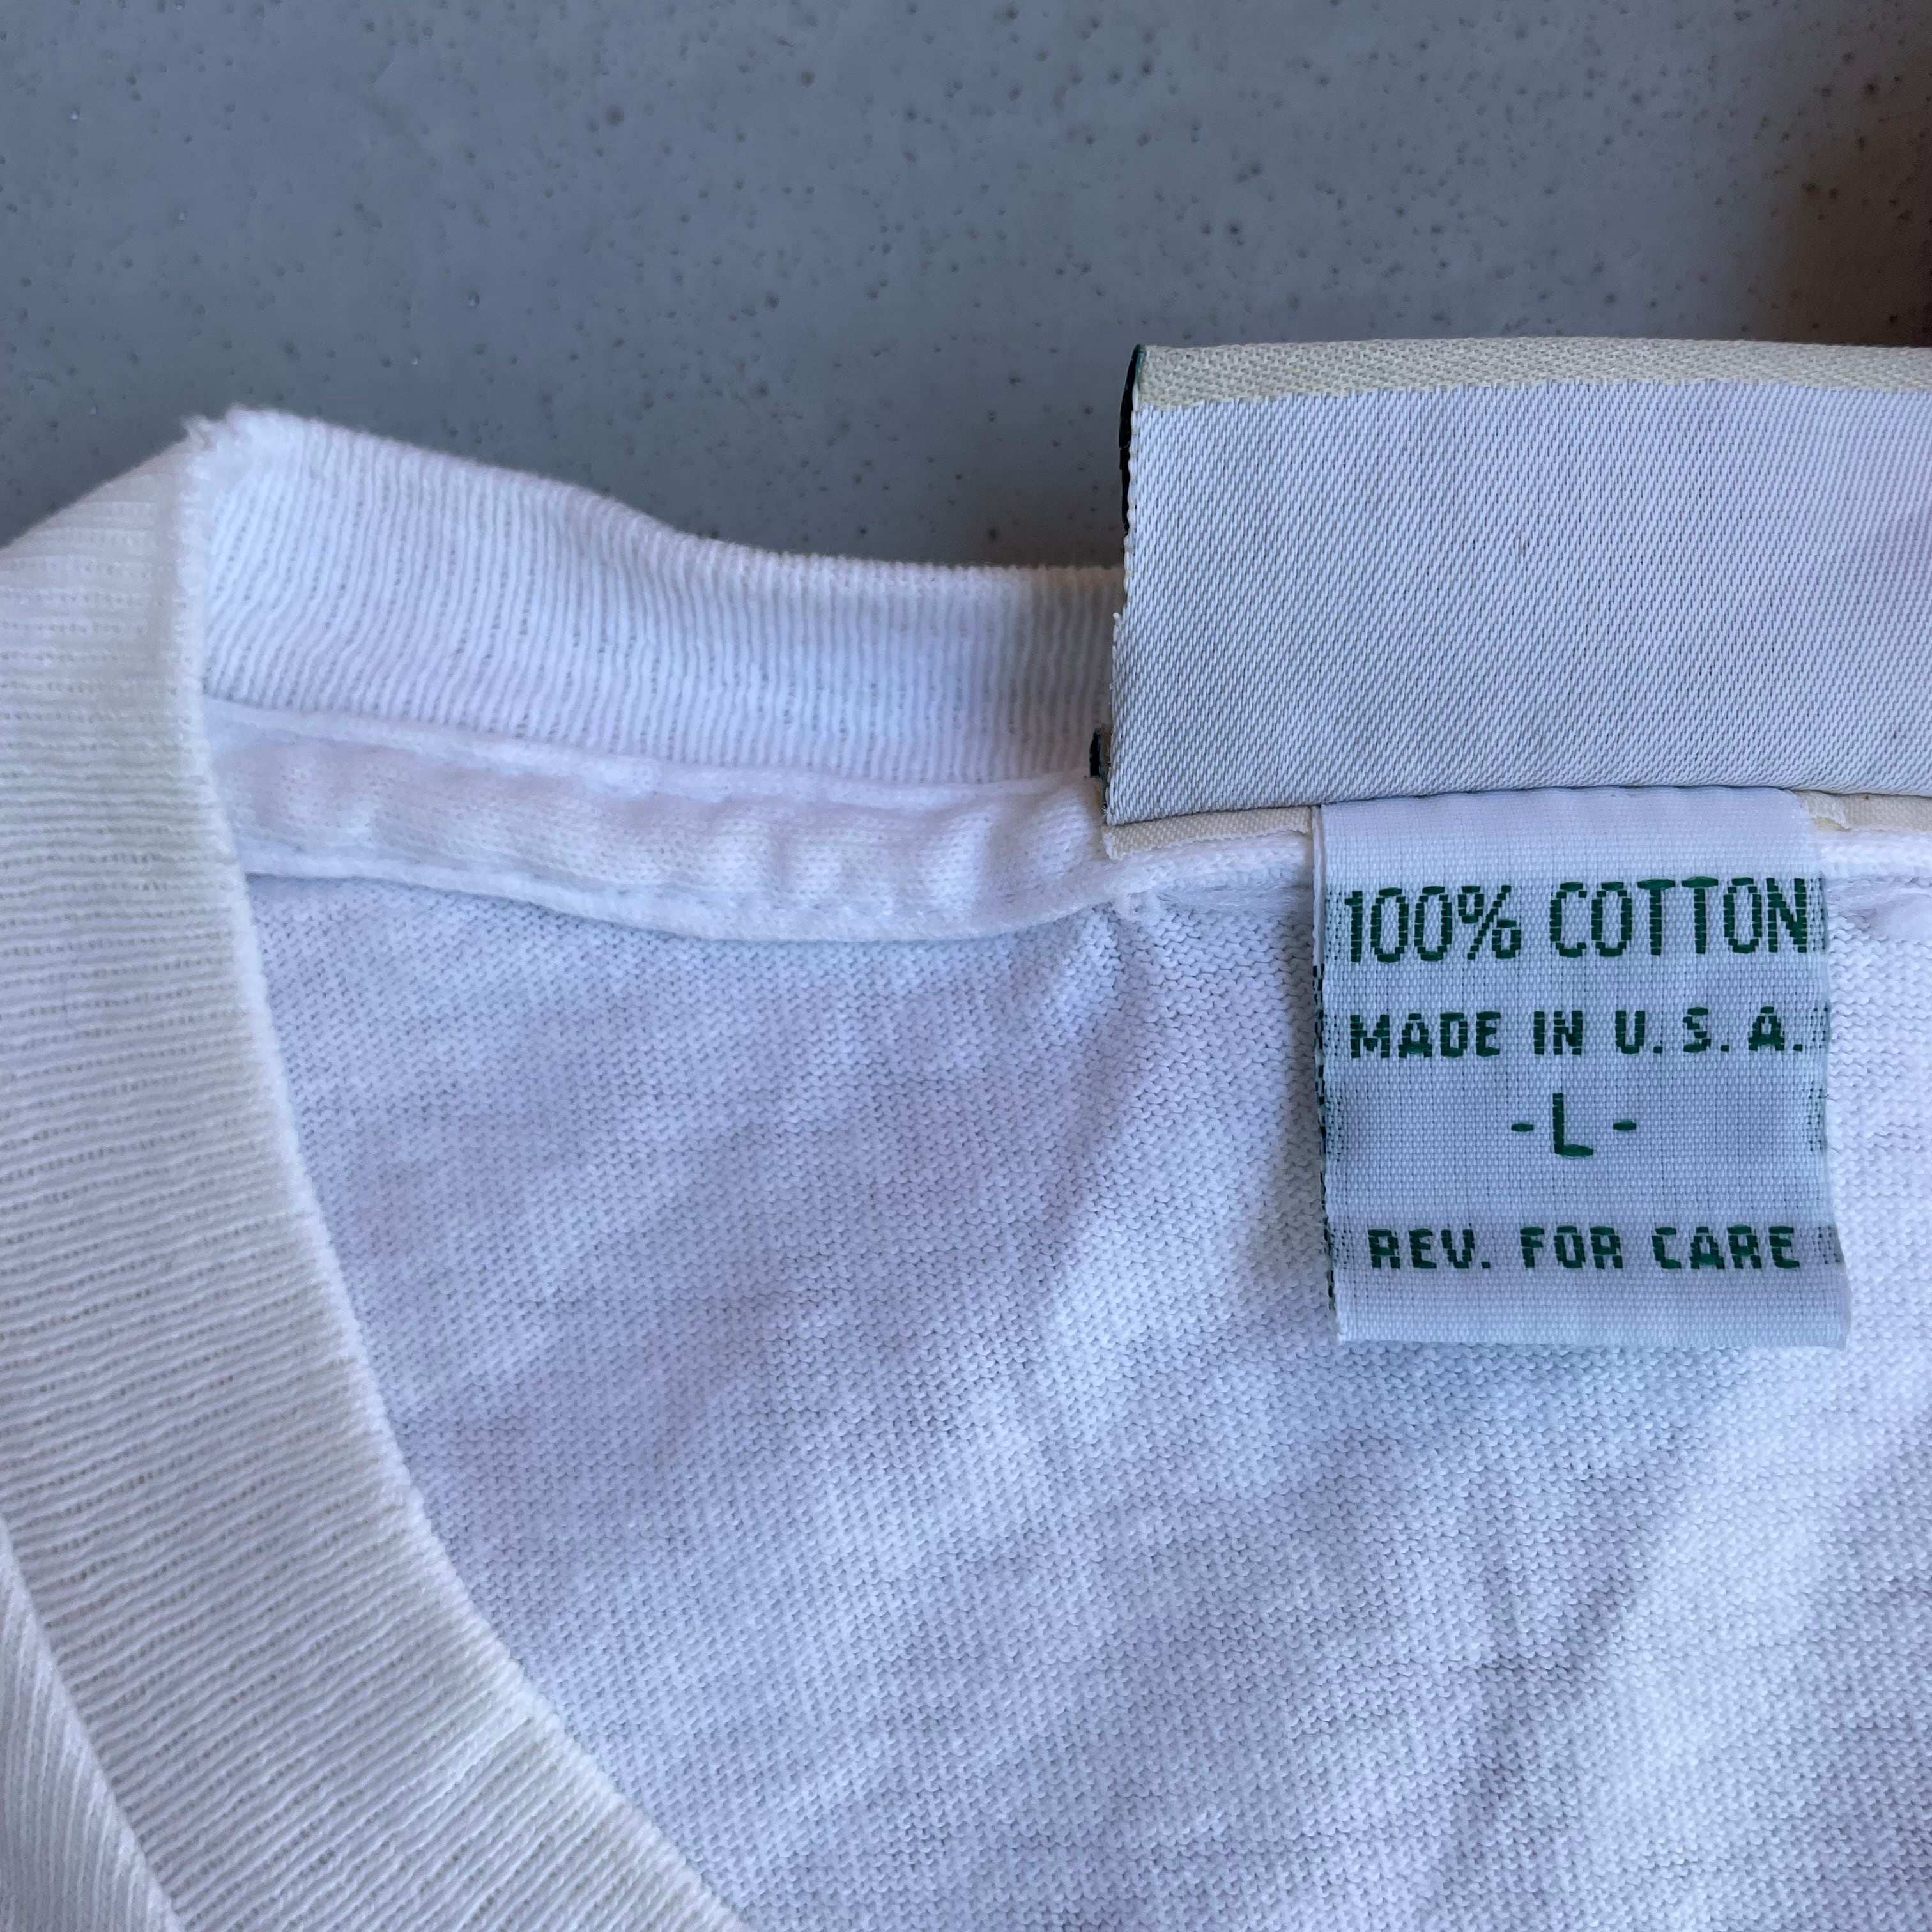 100% COTTON
MADE IN U.S.A.
-L-
REV. FOR CARE